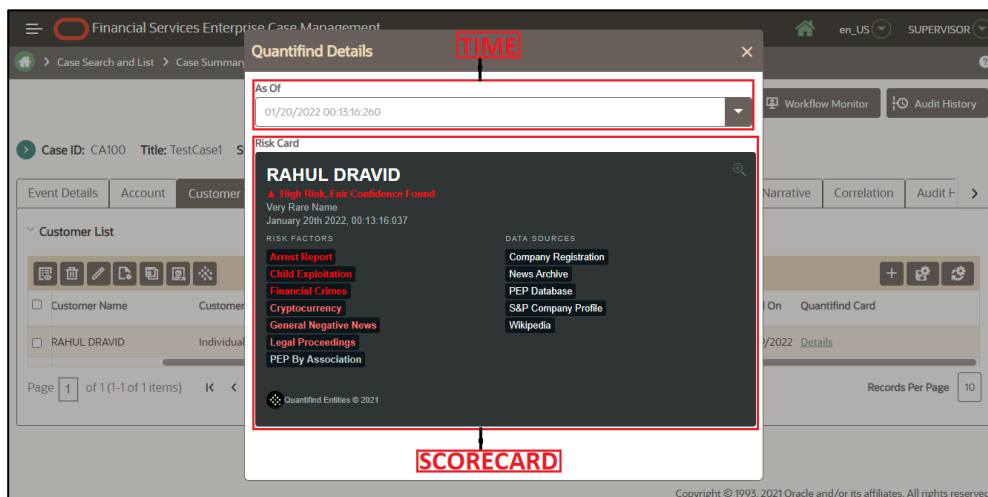 Financial Services Enterprise Case Management
en_US
SUPERVISOR
Case Search and List > Case Summary
Quantifind Details
TIME
As Of
01/20/2022 00:13:16:260
Workflow Monitor
Audit History
Case ID: CA100 Title: TestCase1
Risk Card
RAHUL DRAVID
High Risk, Fair Confidence Found
Very Rare Name
January 20th 2022, 00:13:16:037
RISK FACTORS
Arrest Report
Child Exploitation
Financial Crimes
Cryptocurrency
General Negative News
Legal Proceedings
PEP By Association
DATA SOURCES
Company Registration
News Archive
PEP Database
S&P Company Profile
Wikipedia
Quantifind Entities © 2021
SCORECARD
Event Details
Account
Customer
Narrative
Correlation
Audit H
Customer List
Customer Name
Customer
On
Quantifind Card
RAHUL DRAVID
Individual
/2022
Details
Page 1 of 1 (1-1 of 1 items)
Records Per Page 10
Copyright © 1993, 2021 Oracle and/or its affiliates. All rights reserved